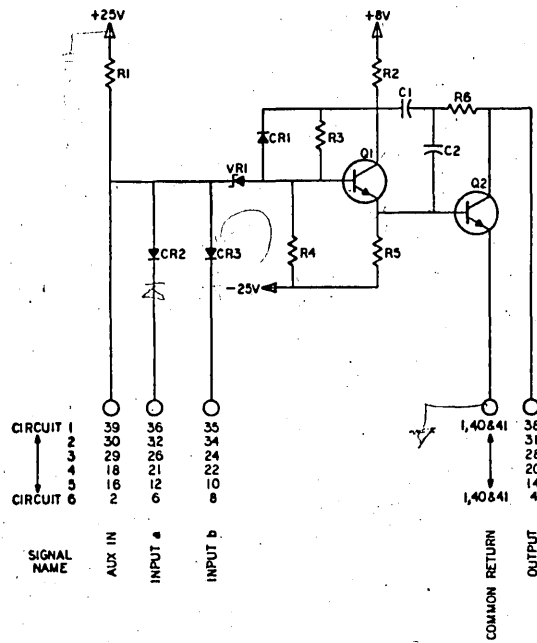 +25V
+8V
R1
R2
C1
R6
CR1
R3
C2
Q1
VR1
Q2
CR2
CR3
R4
R5
-25V
CIRCUIT 1 39 36 35 1,40&41 38
2 30 32 34 31
3 29 26 24 28
4 18 21 22 20
5 16 12 10 14
CIRCUIT 6 2 6 8 1,40&41 4
SIGNAL NAME
AUX IN
INPUT a
INPUT b
COMMON RETURN
OUTPUT